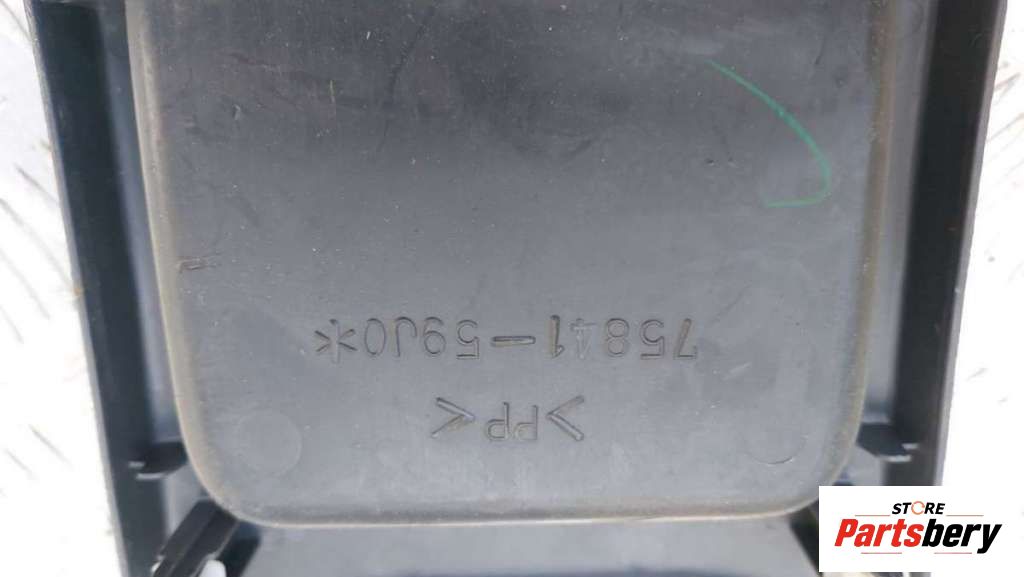 >PP<
75841-59J0*
STORE
Partsbery